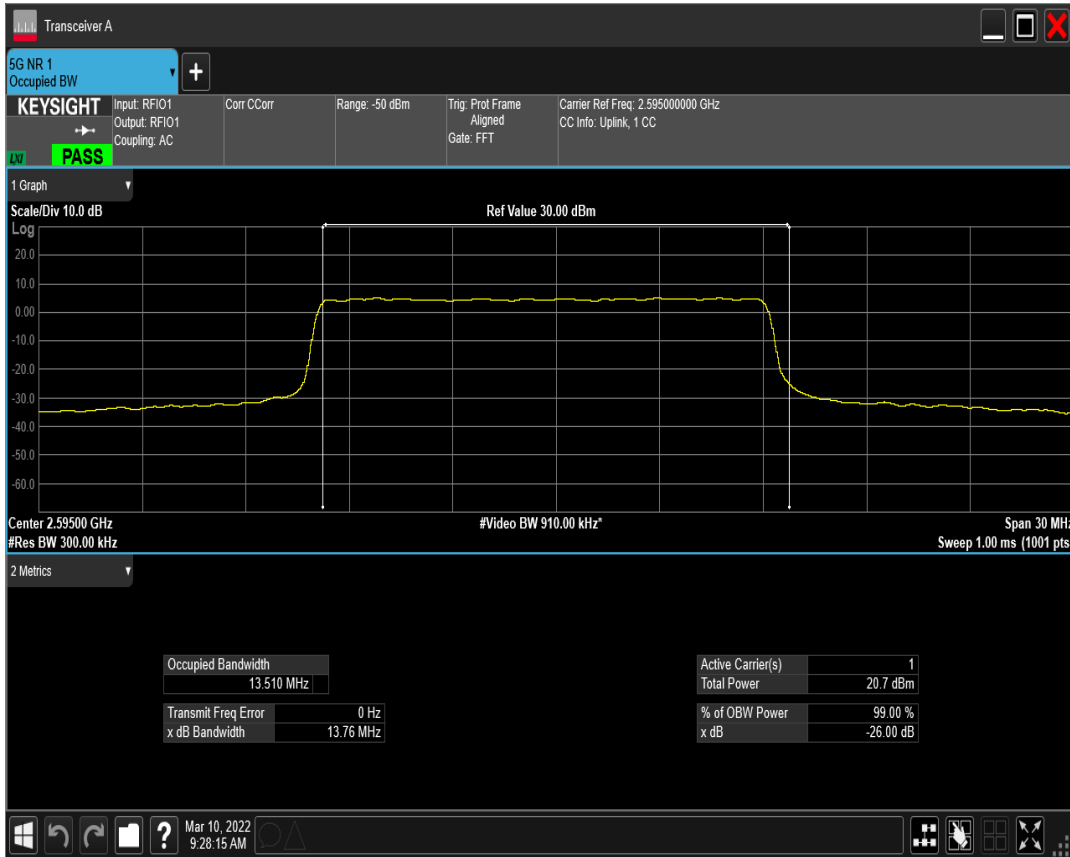 Transceiver A
5G NR 1
Occupied BW
+
KEYSIGHT
LXI
PASS
Input: RFIO1
Output: RFIO1
Coupling: AC
Corr CCorr
Range: -50 dBm
Trig: Prot Frame
Aligned
Gate: FFT
Carrier Ref Freq: 2.595000000 GHz
CC Info: Uplink, 1 CC
1 Graph
Scale/Div 10.0 dB
Ref Value 30.00 dBm
Log
20.0
10.0
0.00
-10.0
-20.0
-30.0
-40.0
-50.0
-60.0
Center 2.59500 GHz
#Video BW 910.00 kHz*
Span 30 MHz
#Res BW 300.00 kHz
Sweep 1.00 ms (1001 pts
2 Metrics
Occupied Bandwidth
13.510 MHz
Transmit Freq Error 0 Hz
x dB Bandwidth 13.76 MHz
Active Carrier(s) 1
Total Power 20.7 dBm
% of OBW Power 99.00 %
x dB -26.00 dB
?
Mar 10, 2022
9:28:15 AM